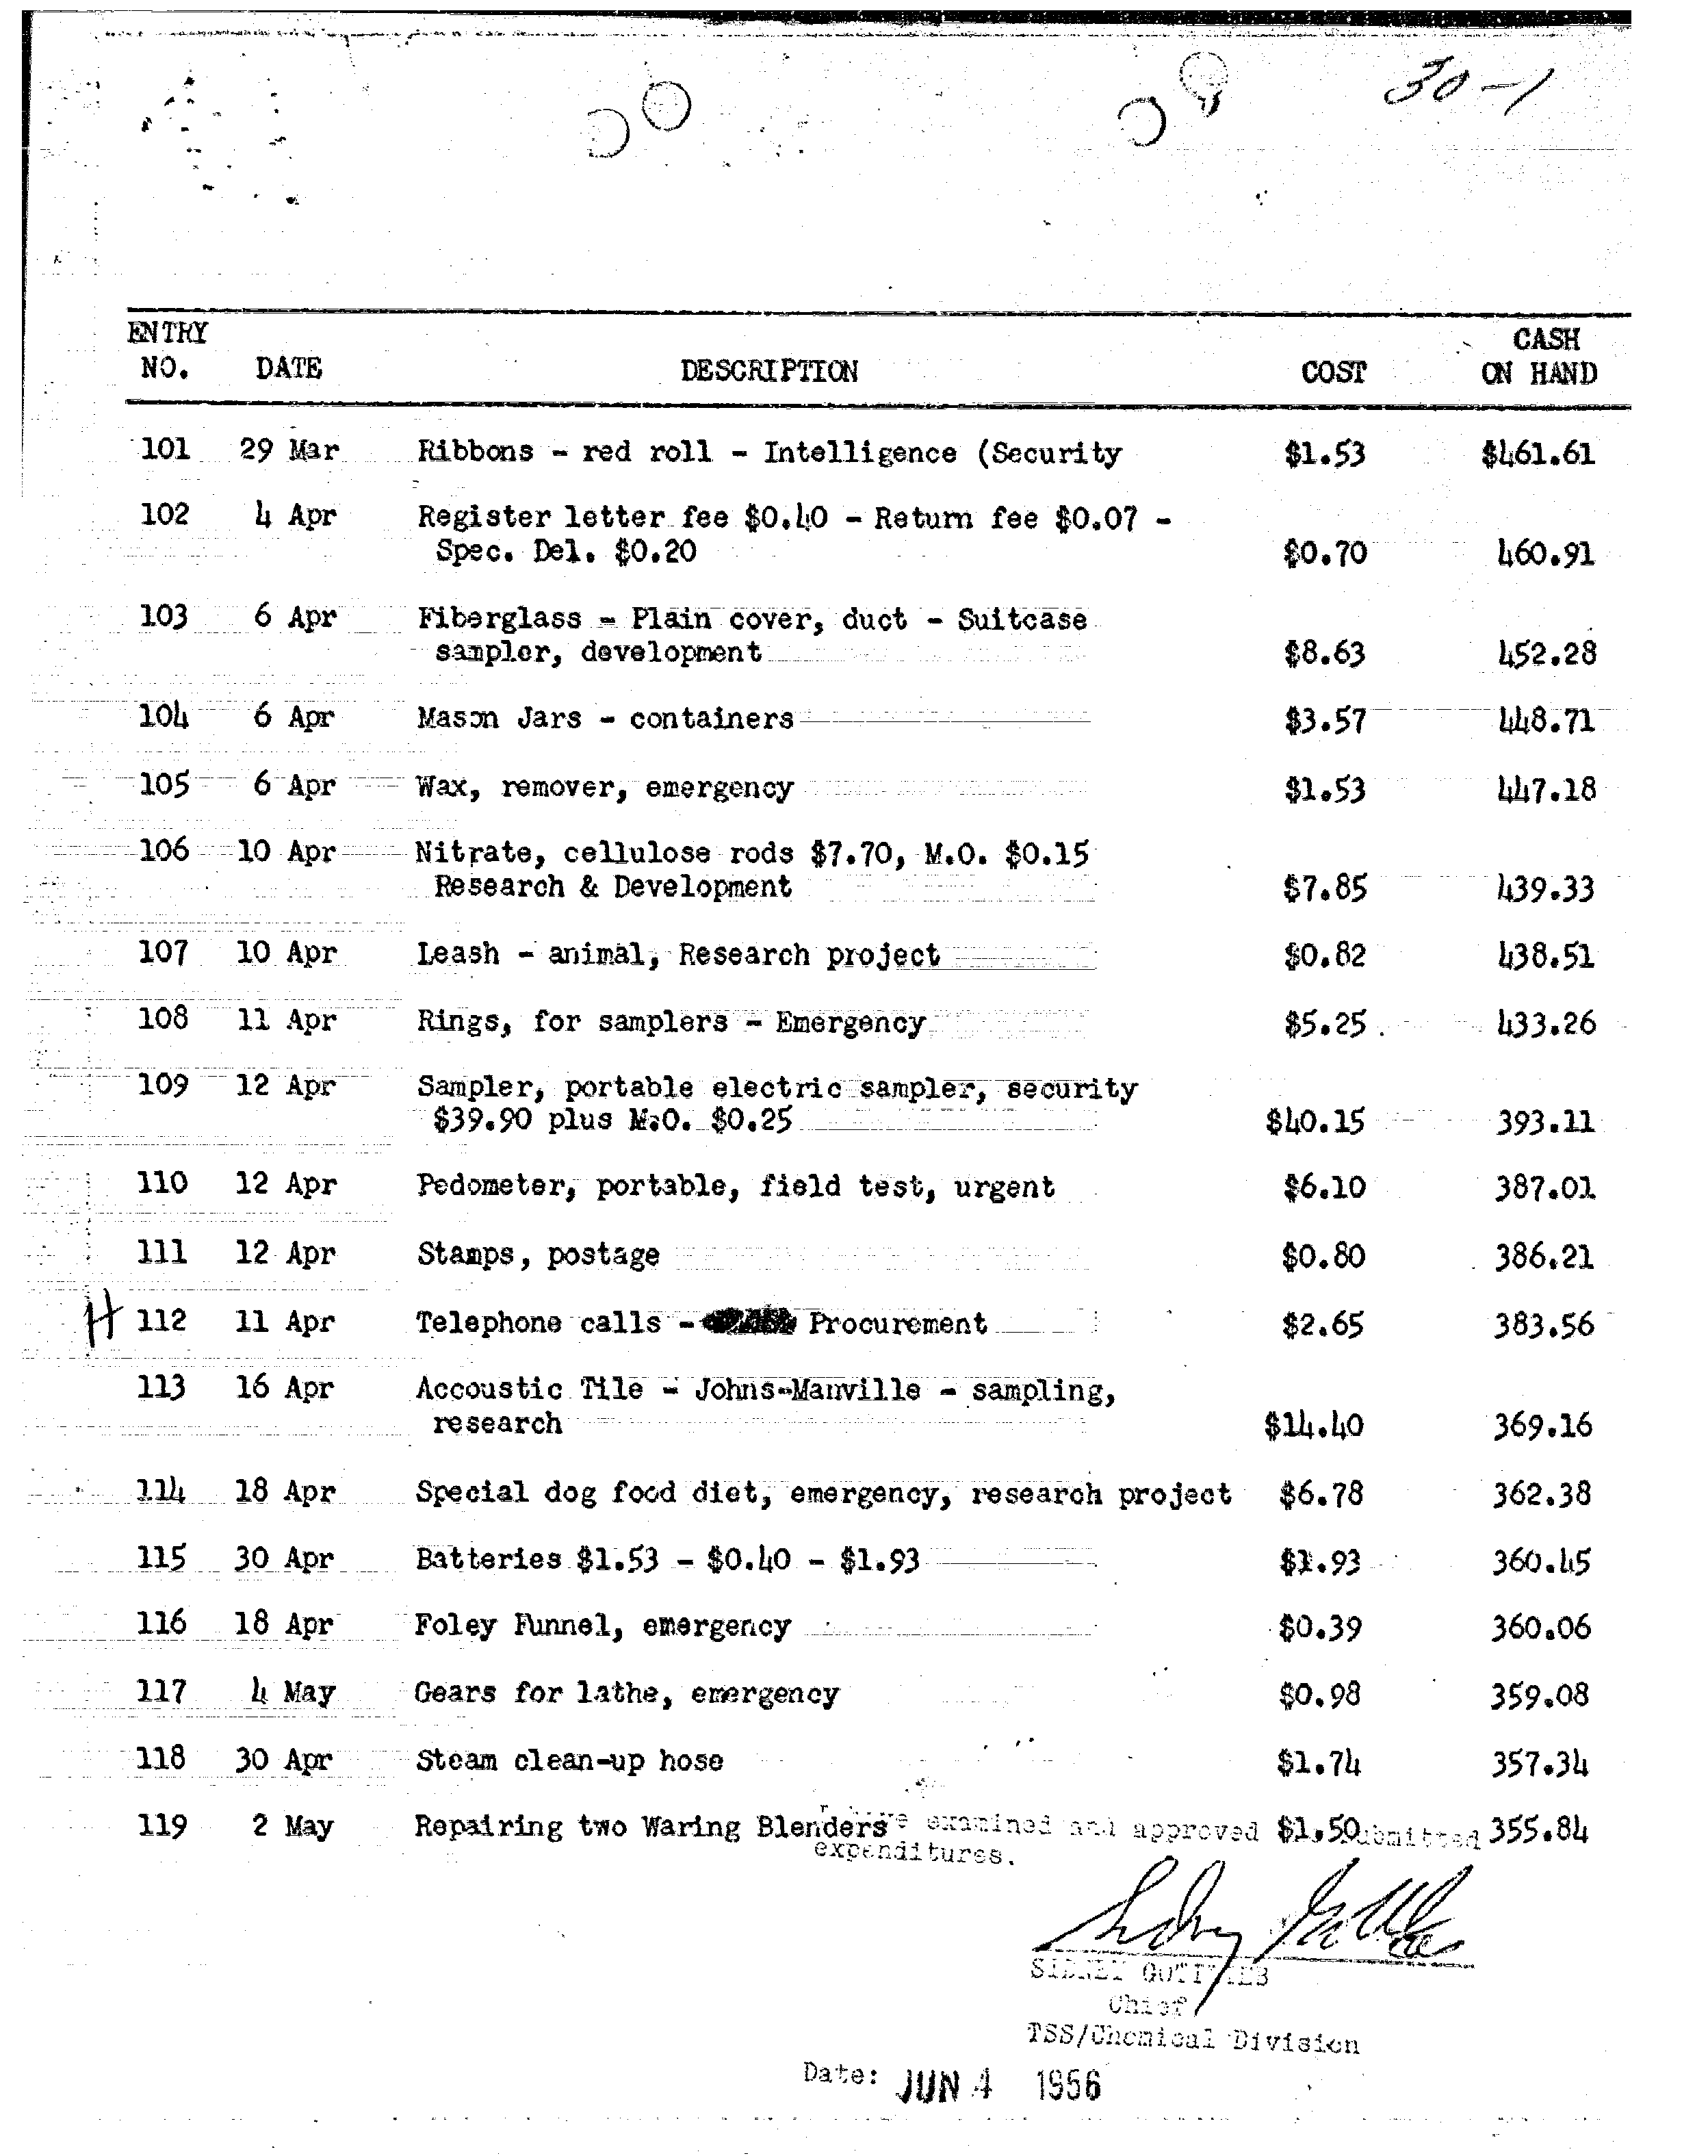 30-1
ENTRY NO. DATE DESCRIPTION COST CASH ON HAND
101 29 Mar Ribbons - red roll - Intelligence (Security $1.53 $461.61
102 4 Apr Register letter fee $0.40 - Return fee $0.07 -
Spec. Del. $0.20 $0.70 460.91
103 6 Apr Fiberglass - Plain cover, duct - Suitcase
sampler, development $8.63 452.28
104 6 Apr Mason Jars - containers $3.57 448.71
105 6 Apr Wax, remover, emergency $1.53 447.18
106 10 Apr Nitrate, cellulose rods $7.70, M.O. $0.15
Research & Development $7.85 439.33
107 10 Apr Leash - animal, Research project $0.82 438.51
108 11 Apr Rings, for samplers - Emergency $5.25 433.26
109 12 Apr Sampler, portable electric sampler, security
$39.90 plus M.O. $0.25 $40.15 393.11
110 12 Apr Pedometer, portable, field test, urgent $6.10 387.01
111 12 Apr Stamps, postage $0.80 386.21
H 112 11 Apr Telephone calls - Procurement $2.65 383.56
113 16 Apr Accoustic Tile - Johns-Manville - sampling,
research $14.40 369.16
114 18 Apr Special dog food diet, emergency, research project $6.78 362.38
115 30 Apr Batteries $1.53 - $0.40 - $1.93 $1.93 360.45
116 18 Apr Foley Funnel, emergency $0.39 360.06
117 4 May Gears for lathe, emergency $0.98 359.08
118 30 Apr Steam clean-up hose $1.74 357.34
119 2 May Repairing two Waring Blenders $1.50 355.84
examined and approved submitted
expenditures.
Sidney Gottlieb
SIDNEY GOTTLIEB
Chief
TSS/Chemical Division
Date: JUN 4 1956